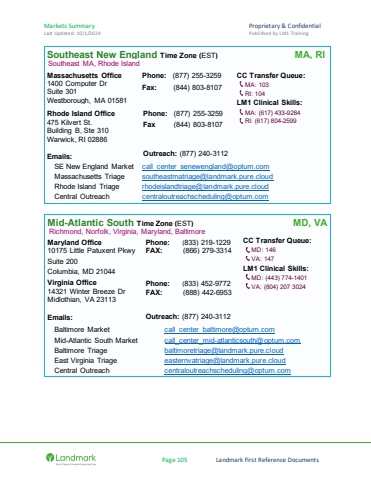 Markets Summary Proprietary & Confidential
Last Updated: 10/1/2024 Published by LM1 Training
Southeast New England Time Zone (EST) MA, RI
Southeast MA, Rhode Island
Massachusetts Office Phone: (877) 255-3259 CC Transfer Queue:
1400 Computer Dr Fax: (844) 803-8107 MA: 103
Suite 301 RI: 104
Westborough, MA 01581 LM1 Clinical Skills:
Rhode Island Office Phone: (877) 255-3259 MA: (617) 433-9284
475 Kilvert St. Fax (844) 803-8107 RI: (617) 804-2599
Building B, Ste 310
Warwick, RI 02886
Emails: Outreach: (877) 240-3112
SE New England Market call_center_senewengland@optum.com
Massachusetts Triage southeastmatriage@landmark.pure.cloud
Rhode Island Triage rhodeislandtriage@landmark.pure.cloud
Central Outreach centraloutreachscheduling@optum.com
Mid-Atlantic South Time Zone (EST) MD, VA
Richmond, Norfolk, Virginia, Maryland, Baltimore
Maryland Office Phone: (833) 219-1229 CC Transfer Queue:
10175 Little Patuxent Pkwy FAX: (866) 279-3314 MD: 146
Suite 200 VA: 147
Columbia, MD 21044 LM1 Clinical Skills:
Virginia Office Phone: (833) 452-9772 MD: (443) 774-1401
14321 Winter Breeze Dr FAX: (888) 442-6953 VA: (804) 207 3024
Midlothian, VA 23113
Emails: Outreach: (877) 240-3112
Baltimore Market call_center_baltimore@optum.com
Mid-Atlantic South Market call_center_mid-atlanticsouth@optum.com
Baltimore Triage baltimoretriage@landmark.pure.cloud
East Virginia Triage easternvatriage@landmark.pure.cloud
Central Outreach centraloutreachscheduling@optum.com
Landmark Page 105 Landmark First Reference Documents